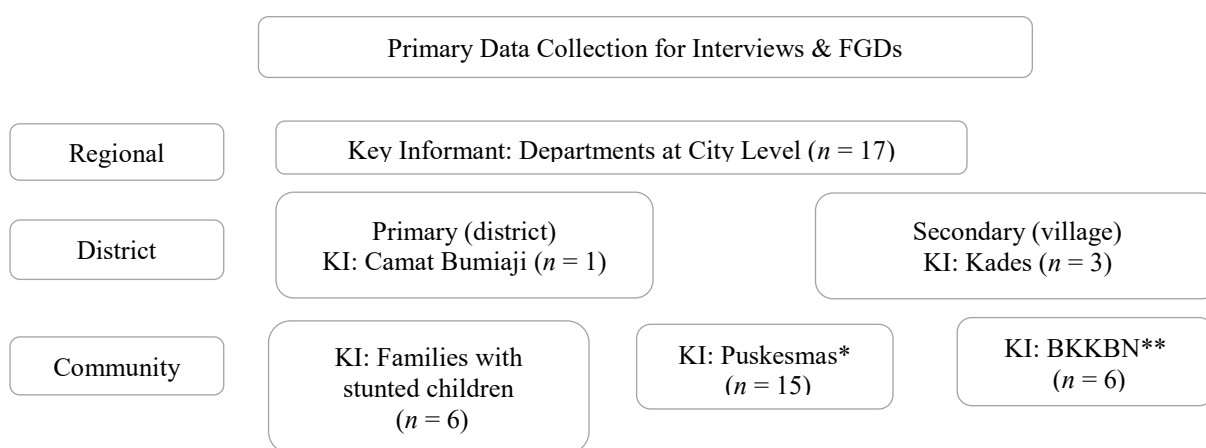 Primary Data Collection for Interviews & FGDs
Regional
Key Informant: Departments at City Level (n = 17)
District
Primary (district)
KI: Camat Bumiaji (n = 1)
Secondary (village)
KI: Kades (n = 3)
Community
KI: Families with
stunted children
(n = 6)
KI: Puskesmas*
(n = 15)
KI: BKKBN**
(n = 6)